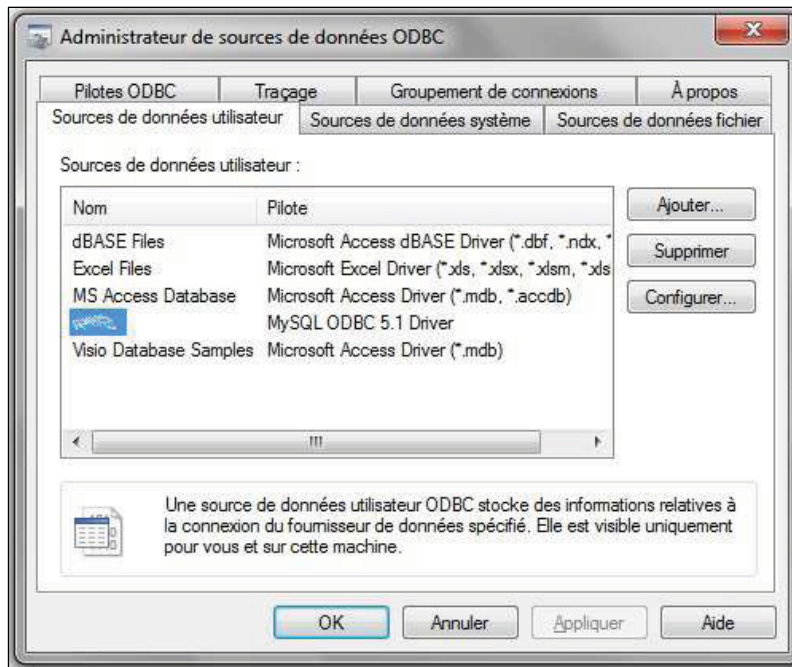 Administrateur de sources de données ODBC
Pilotes ODBC Traçage Groupement de connexions À propos
Sources de données utilisateur Sources de données système Sources de données fichier
Sources de données utilisateur :
Nom Pilote
dBASE Files Microsoft Access dBASE Driver (*.dbf, *.ndx, *
Excel Files Microsoft Excel Driver (*.xls, *.xlsx, *.xlsm, *.xls
MS Access Database Microsoft Access Driver (*.mdb, *.accdb)
MySQL ODBC 5.1 Driver
Visio Database Samples Microsoft Access Driver (*.mdb)
Ajouter...
Supprimer
Configurer...
Une source de données utilisateur ODBC stocke des informations relatives à
la connexion du fournisseur de données spécifié. Elle est visible uniquement
pour vous et sur cette machine.
OK Annuler Appliquer Aide